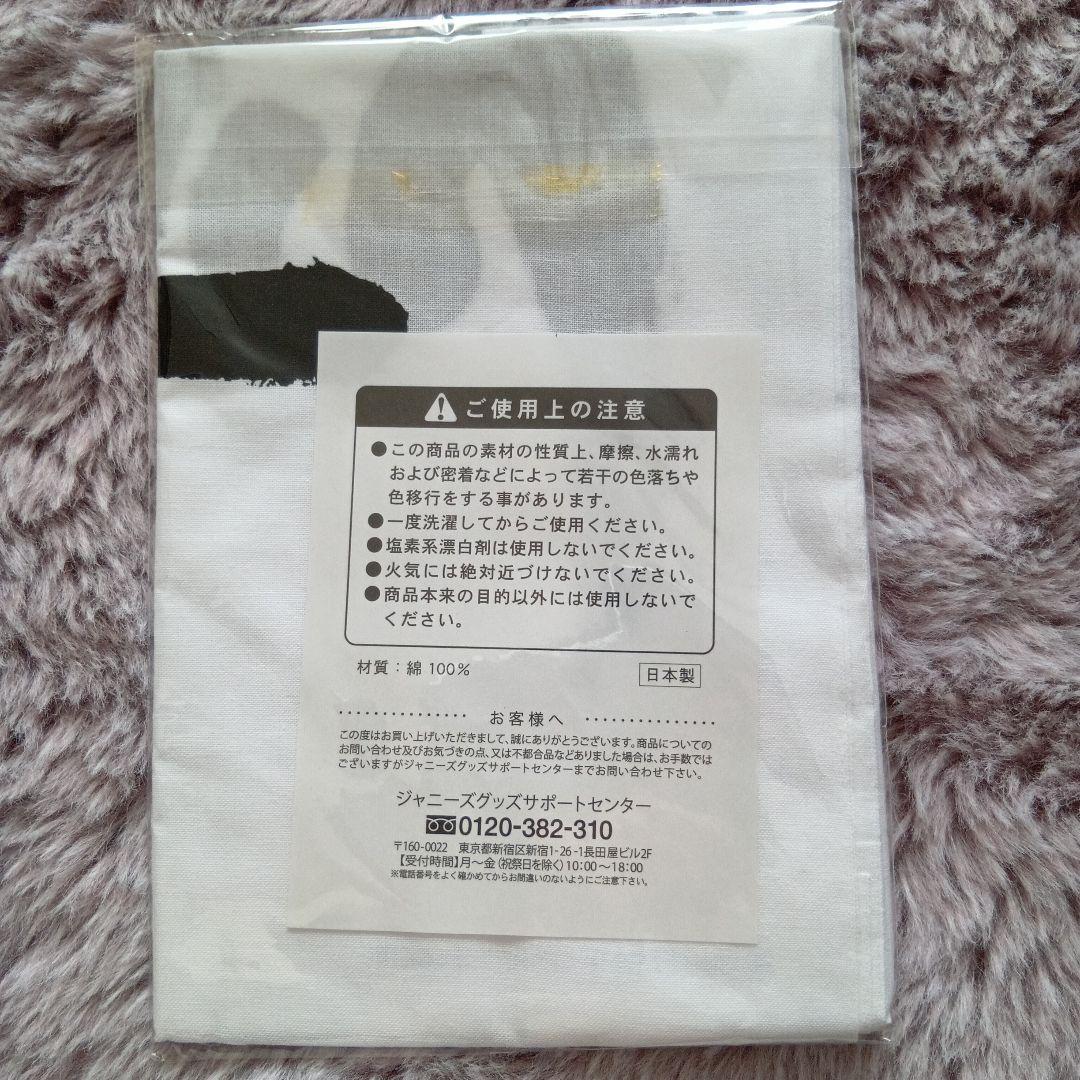 ご使用上の注意
●この商品の素材の性質上、摩擦、水濡れ
および密着などによって若干の色落ちや
色移行をする事があります。
●一度洗濯してからご使用ください。
●塩素系漂白剤は使用しないでください。
●火気には絶対近づけないでください。
●商品本来の目的以外には使用しないで
ください。
材質：綿 100%
日本製
お客様へ
この度はお買い上げいただきまして、誠にありがとうございます。商品についての
お問い合わせ及びお気づきの点、又は不都合品などありました場合は、お手数では
ございますがジャニーズグッズサポートセンターまでお問い合わせ下さい。
ジャニーズグッズサポートセンター
0120-382-310
〒160-0022 東京都新宿区新宿1-26-1長田屋ビル2F
【受付時間】月～金（祝祭日を除く）10:00～18:00
※電話番号をよく確かめてからお間違いのないようにご注意下さい。